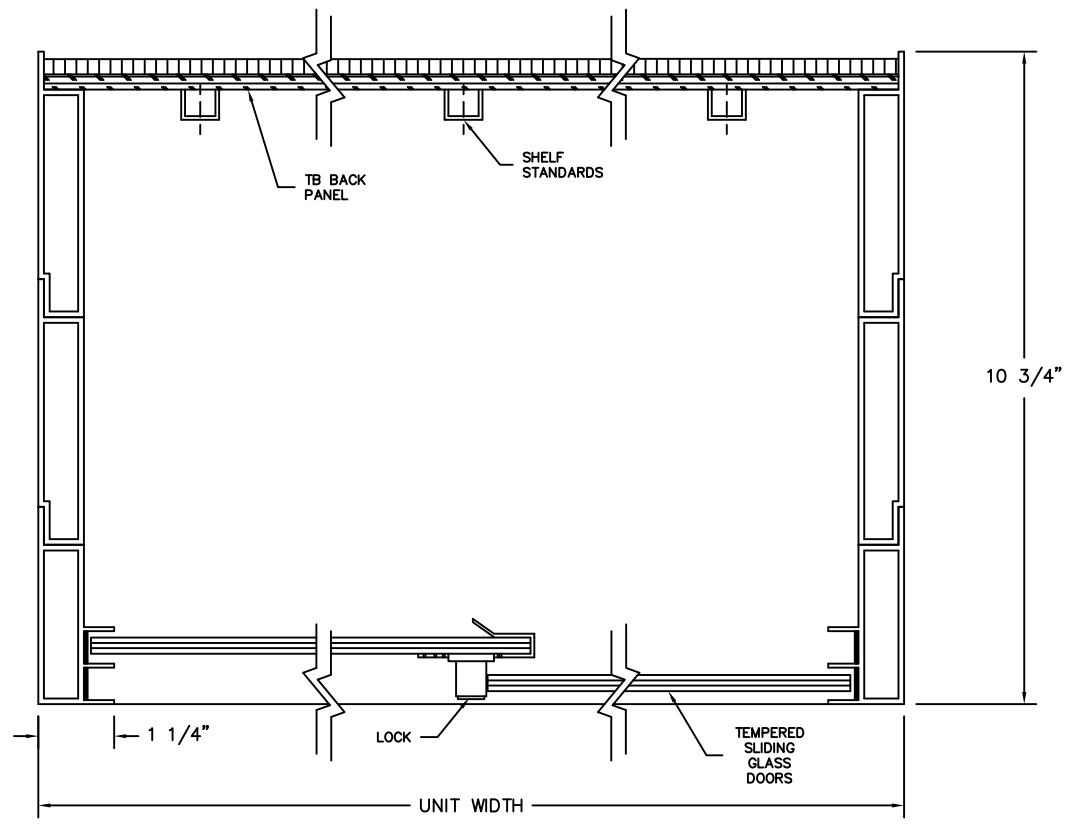 SHELF
STANDARDS
TB BACK
PANEL
10 3/4”
1 1/4”
LOCK
TEMPERED
SLIDING
GLASS
DOORS
UNIT WIDTH